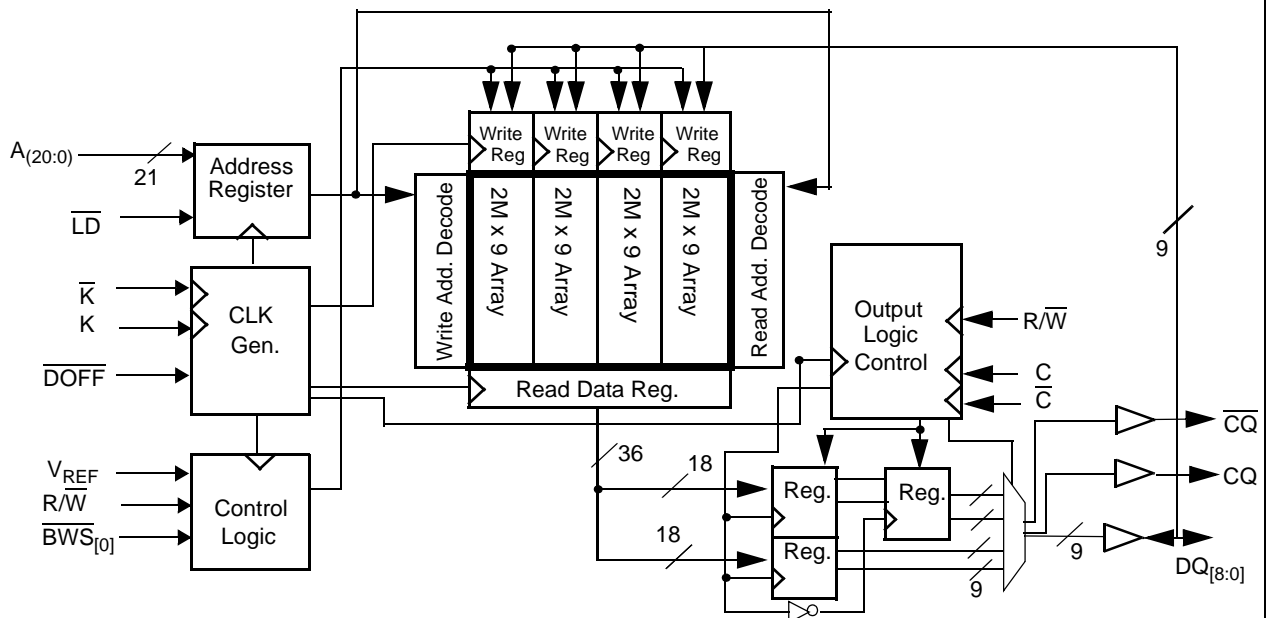 Write Reg
Write Reg
Write Reg
Write Reg
A(20:0)
21
Address Register
LD
K
K
DOFF
CLK Gen.
VREF
R/W
BWS[0]
Control Logic
Write Add. Decode
2M x 9 Array
2M x 9 Array
2M x 9 Array
2M x 9 Array
Read Add. Decode
Read Data Reg.
9
Output Logic Control
R/W
C
C
36
18
18
Reg.
Reg.
Reg.
9
9
CQ
CQ
DQ[8:0]